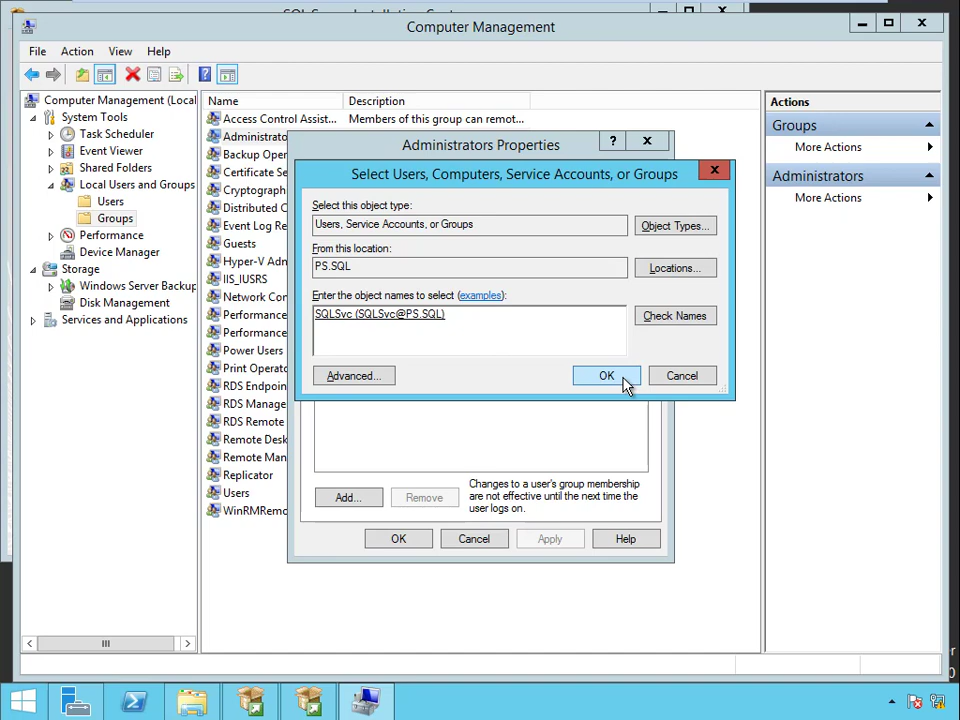 Computer Management
File Action View Help
Computer Management (Local
System Tools
Task Scheduler
Event Viewer
Shared Folders
Local Users and Groups
Users
Groups
Performance
Device Manager
Storage
Windows Server Backup
Disk Management
Services and Applications
Name Description
Access Control Assist... Members of this group can remot...
Administrato
Backup Oper
Certificate Se
Cryptograph
Distributed C
Event Log Re
Guests
Hyper-V Adm
IIS_IUSRS
Network Con
Performance
Performance
Power Users
Print Operato
RDS Endpoin
RDS Manage
RDS Remote
Remote Desk
Remote Man
Replicator
Users
WinRMRemo
Administrators Properties
?
Select Users, Computers, Service Accounts, or Groups
Select this object type:
Users, Service Accounts, or Groups
Object Types...
From this location:
PS.SQL
Locations...
Enter the object names to select (examples):
SQLSvc (SQLSvc@PS.SQL)
Check Names
Advanced...
OK
Cancel
Add...
Remove
Changes to a user's group membership
are not effective until the next time the
user logs on.
OK
Cancel
Apply
Help
Actions
Groups
More Actions
Administrators
More Actions